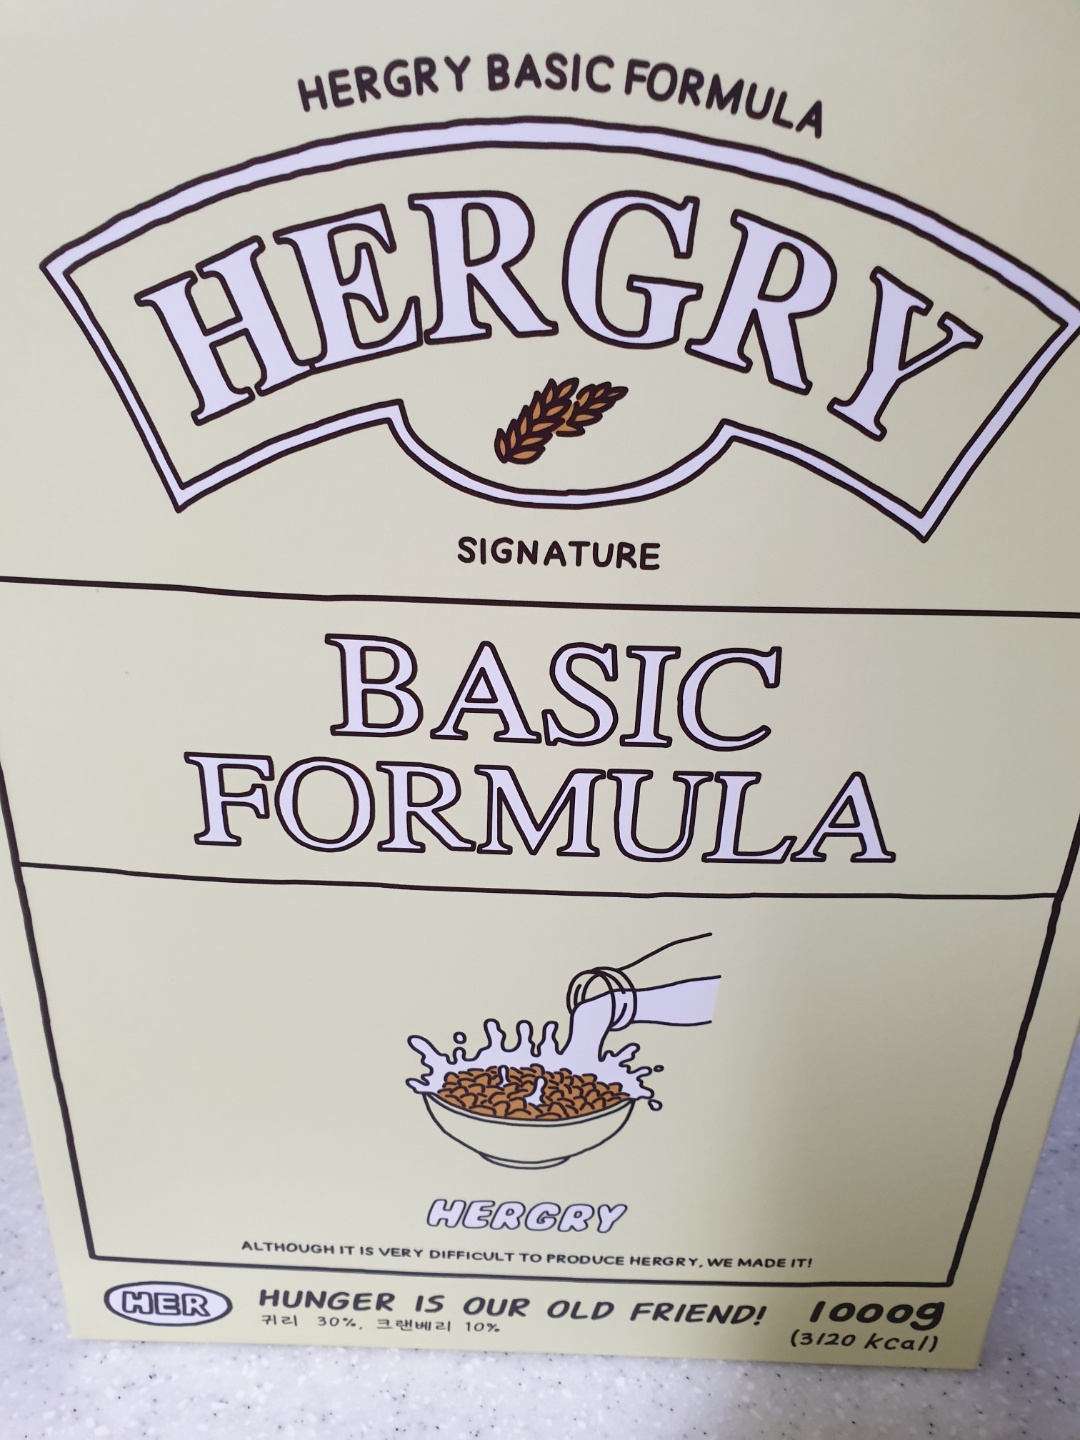 HERGRY BASIC FORMULA
HERGRY
SIGNATURE
BASIC
FORMULA
HERGRY
ALTHOUGH IT IS VERY DIFFICULT TO PRODUCE HERGRY, WE MADE IT!
HER
HUNGER IS OUR OLD FRIEND!
귀리 30%, 크랜베리 10%
1000g
(3120 kcal)